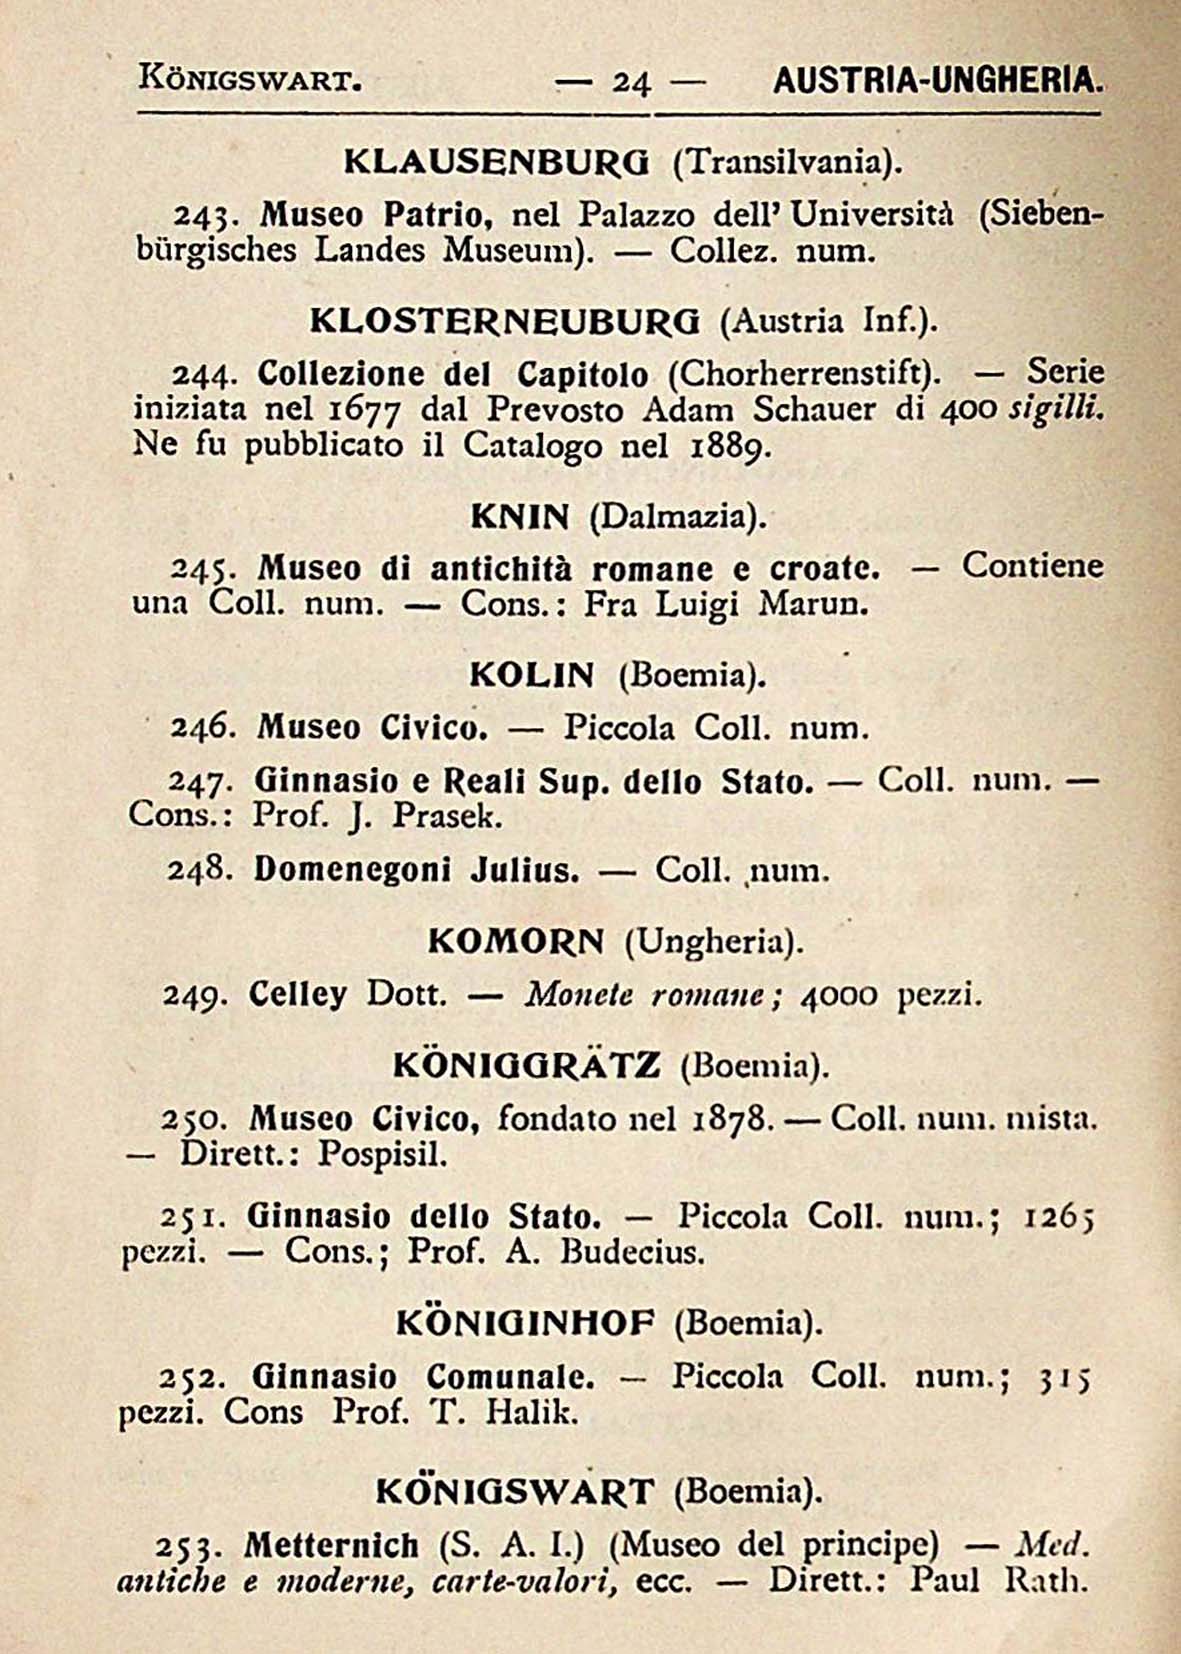 KÖNIGSWART. — 24 — AUSTRIA-UNGHERIA.
KLAUSENBURG (Transilvania).
243. Museo Patrio, nel Palazzo dell' Università (Sieben-
bürgisches Landes Museum). — Collez. num.
KLOSTERNEUBURG (Austria Inf.).
244. Collezione del Capitolo (Chorherrenstift). — Serie
iniziata nel 1677 dal Prevosto Adam Schauer di 400 sigilli.
Ne fu pubblicato il Catalogo nel 1889.
KNIN (Dalmazia).
245. Museo di antichità romane e croate. — Contiene
una Coll. num. — Cons.: Fra Luigi Marun.
KOLIN (Boemia).
246. Museo Civico. — Piccola Coll. num.
247. Ginnasio e Reali Sup. dello Stato. — Coll. num. —
Cons.: Prof. J. Prasek.
248. Domenegoni Julius. — Coll. num.
KOMORN (Ungheria).
249. Celley Dott. — Monete romane; 4000 pezzi.
KÖNIGGRÄTZ (Boemia).
250. Museo Civico, fondato nel 1878. — Coll. num. mista.
— Dirett.: Pospisil.
251. Ginnasio dello Stato. — Piccola Coll. num.; 1265
pezzi. — Cons.; Prof. A. Budecius.
KÖNIGINHOF (Boemia).
252. Ginnasio Comunale. — Piccola Coll. num.; 315
pezzi. Cons Prof. T. Halik.
KÖNIGSWART (Boemia).
253. Metternich (S. A. I.) (Museo del principe) — Med.
antiche e moderne, carte-valori, ecc. — Dirett.: Paul Rath.